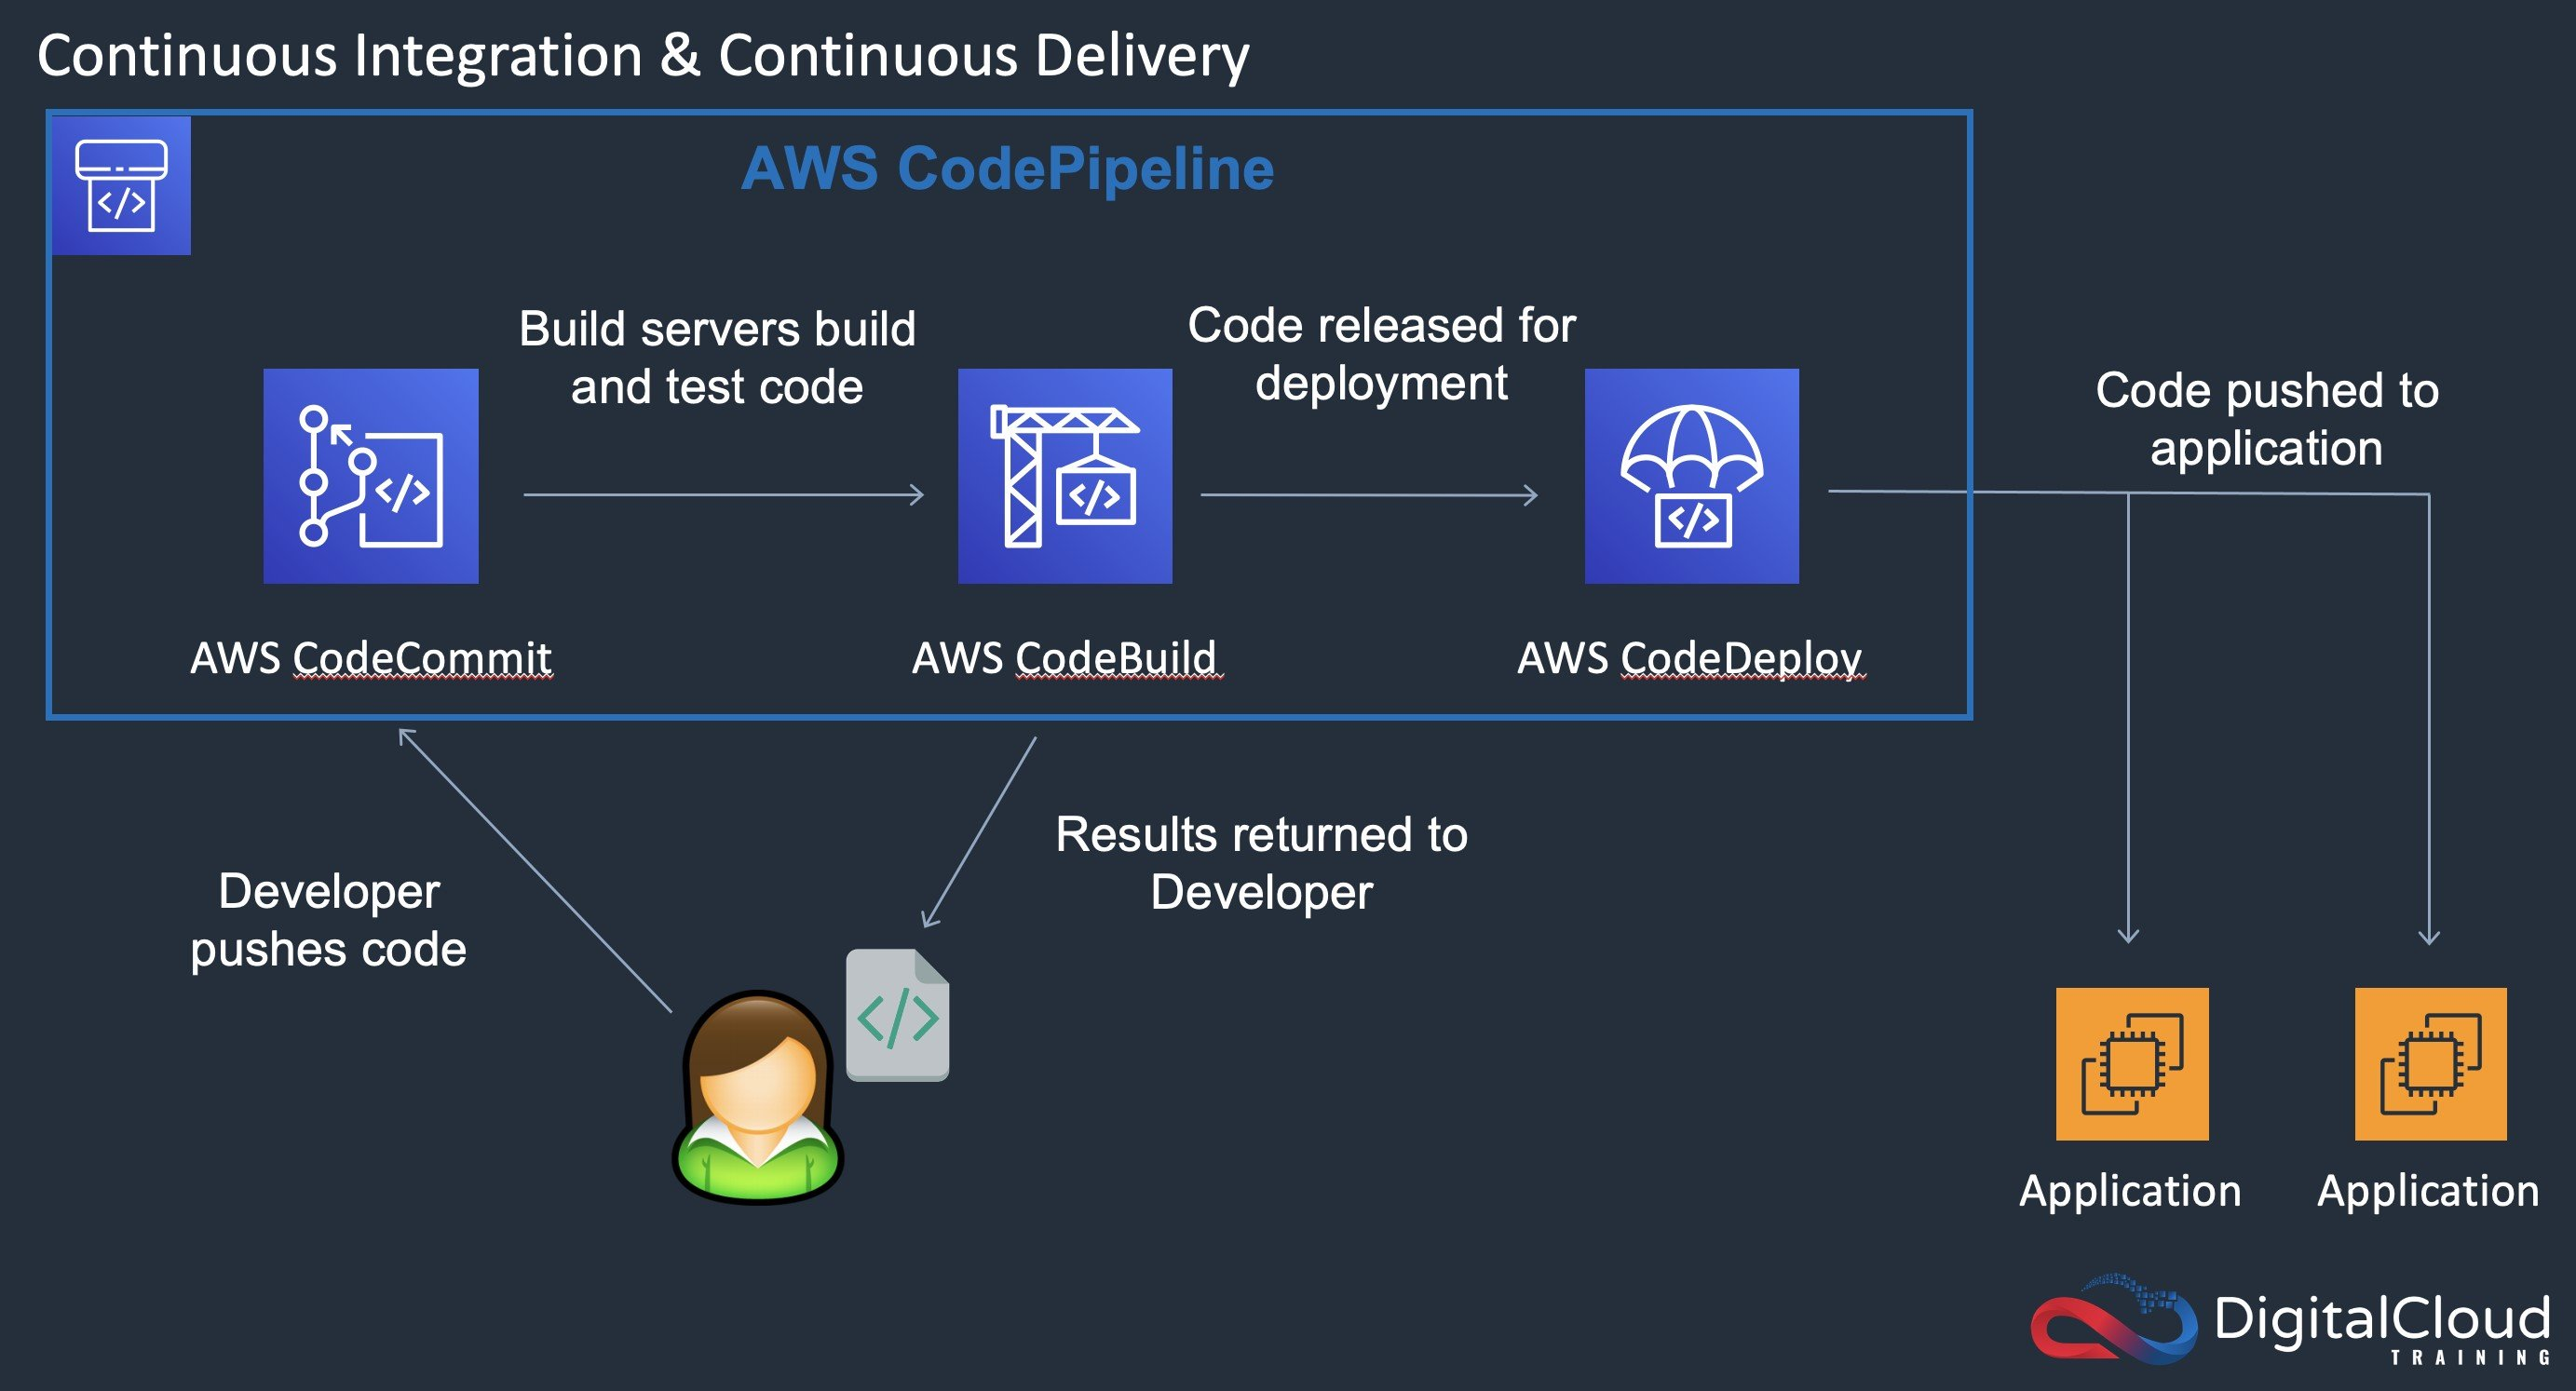 Continuous Integration & Continuous Delivery
AWS CodePipeline
Build servers build
and test code
Code released for
deployment
Code pushed to
application
</>
</>
</>
</>
AWS CodeCommit
AWS CodeBuild
AWS CodeDeploy
Developer
pushes code
Results returned to
Developer
</>
Application
Application
DigitalCloud
TRAINING